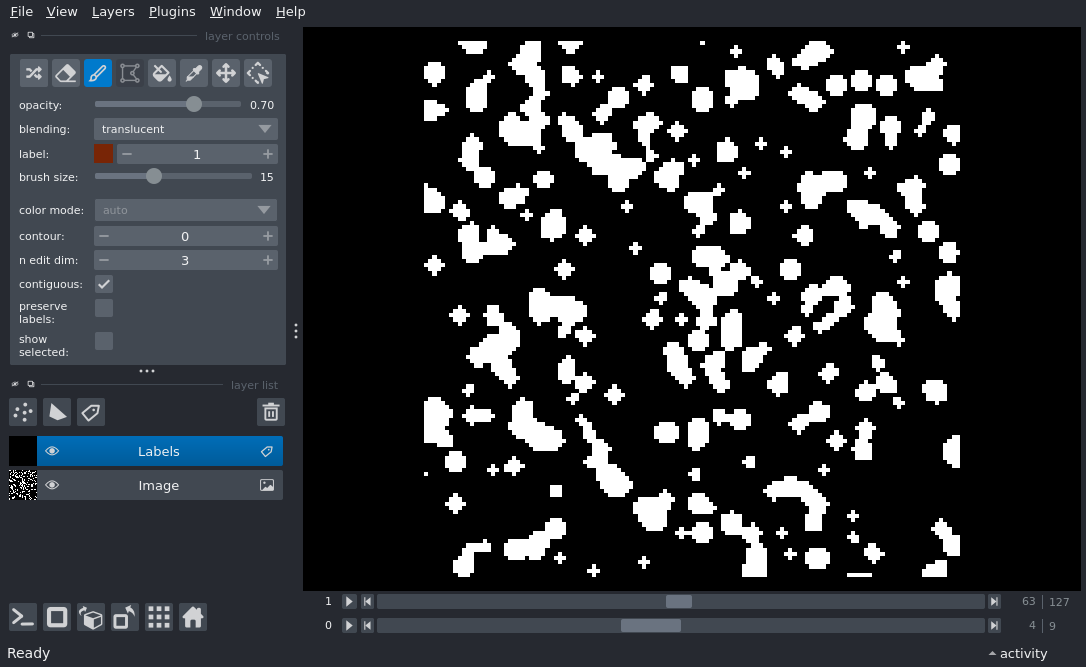 File View Layers Plugins Window Help
layer controls
opacity: 0.70
blending: translucent
label: 1
brush size: 15
color mode: auto
contour: 0
n edit dim: 3
contiguous:
preserve
labels:
show
selected:
layer list
Labels
Image
1 63 127
0 4 9
Ready activity